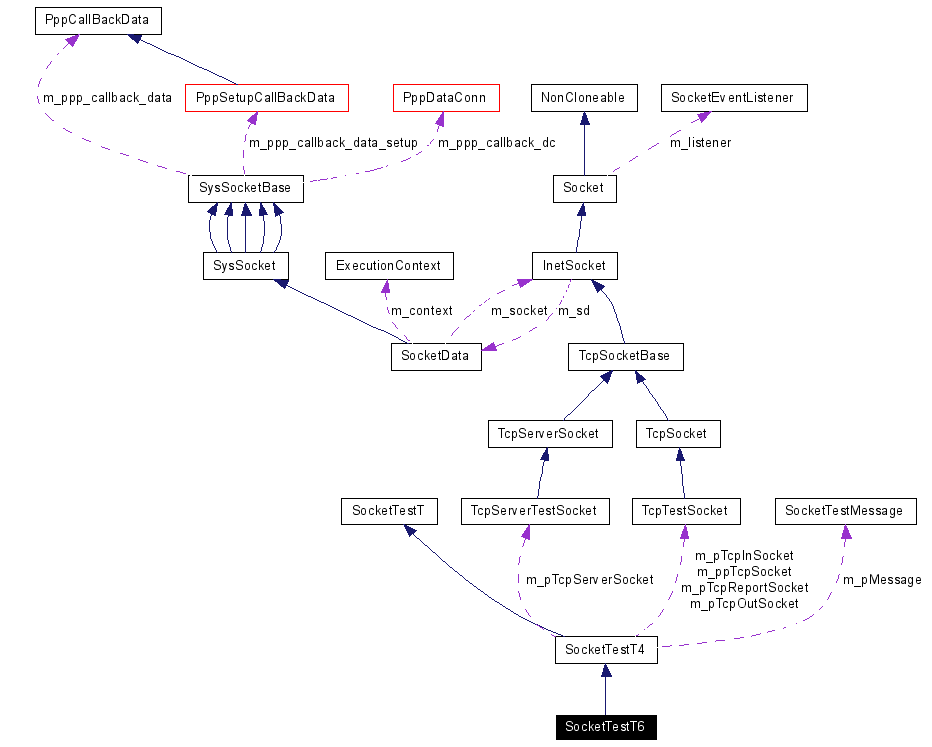 PppCallBackData
m_ppp_callback_data
PppSetupCallBackData
PppDataConn
NonCloneable
SocketEventListener
m_ppp_callback_data_setup
m_ppp_callback_dc
m_listener
SysSocketBase
Socket
SysSocket
ExecutionContext
InetSocket
m_context
m_socket
m_sd
SocketData
TcpSocketBase
TcpServerSocket
TcpSocket
SocketTestT
TcpServerTestSocket
TcpTestSocket
SocketTestMessage
m_pTcpServerSocket
m_pTcpInSocket
m_ppTcpSocket
m_pTcpReportSocket
m_pTcpOutSocket
m_pMessage
SocketTestT4
SocketTestT6